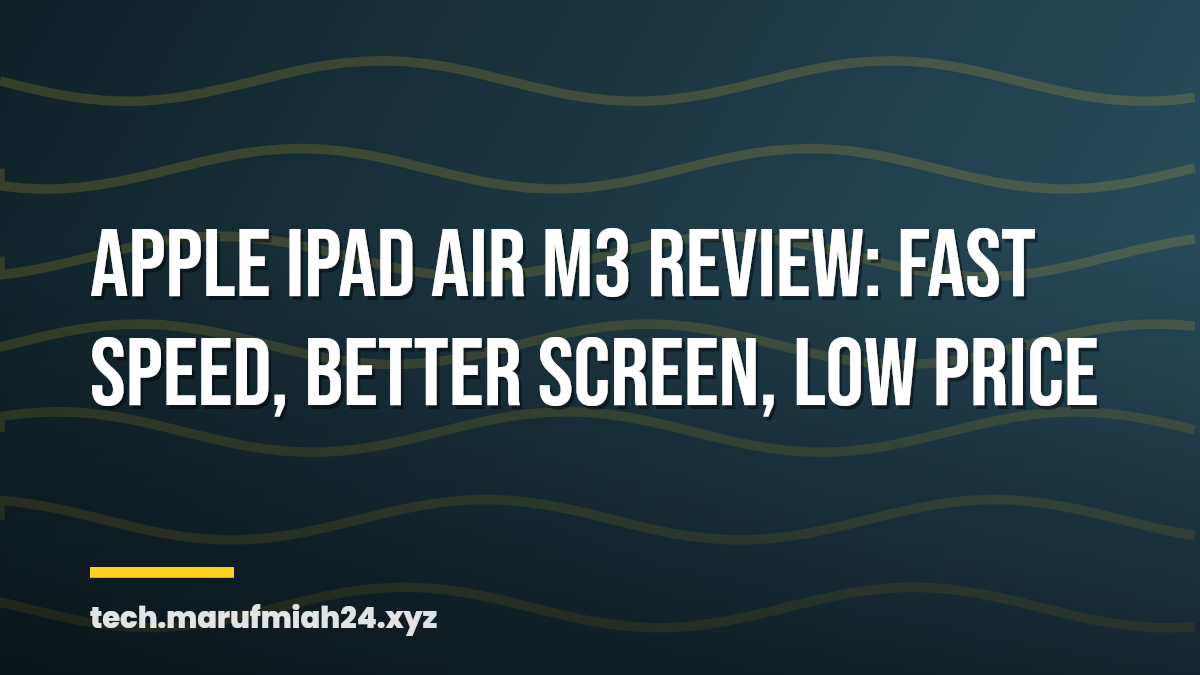 APPLE IPAD AIR M3 REVIEW: FAST
SPEED, BETTER SCREEN, LOW PRICE
tech.marufmiah24.xyz